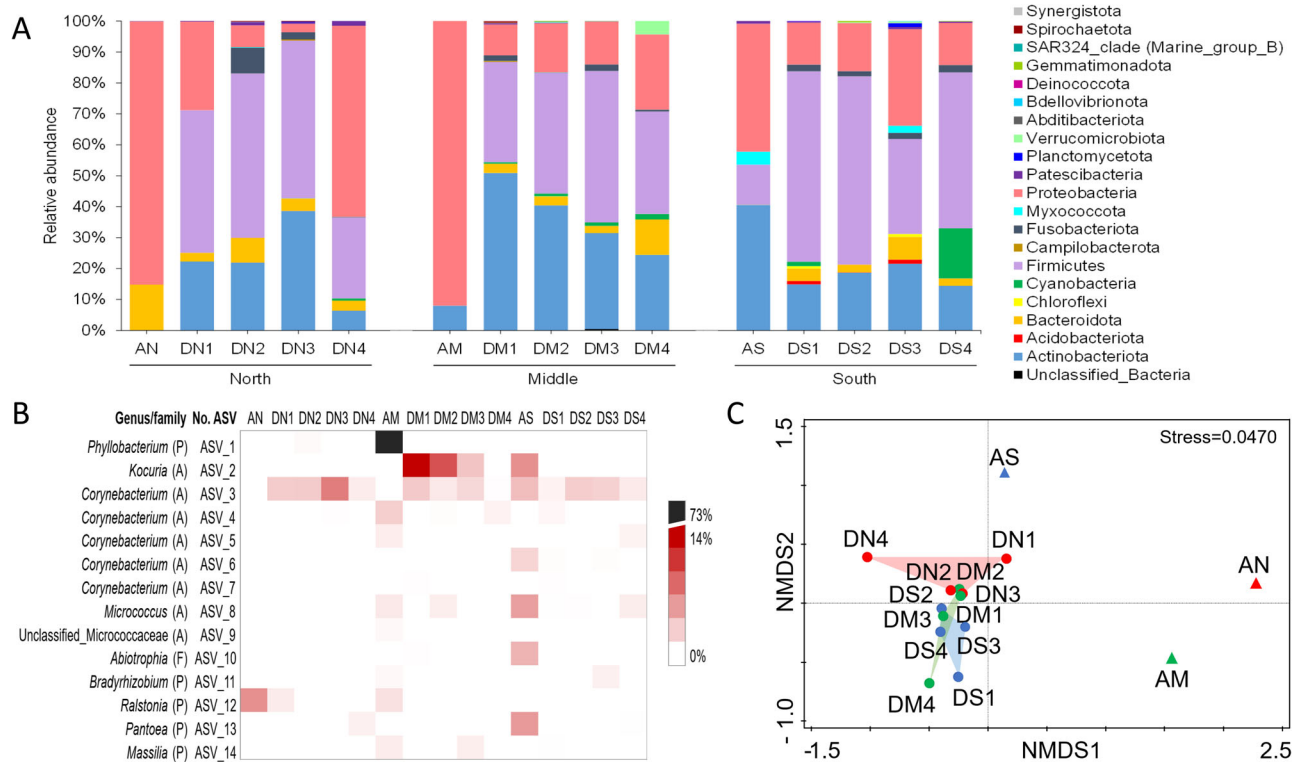 A
Relative abundance
100%
90%
80%
70%
60%
50%
40%
30%
20%
10%
0%
AN DN1 DN2 DN3 DN4 AM DM1 DM2 DM3 DM4 AS DS1 DS2 DS3 DS4
North Middle South
Synergistota
Spirochaetota
SAR324_clade (Marine_group_B)
Gemmatimonadota
Deinococcota
Bdellovibrionota
Abditibacteriota
Verrucomicrobiota
Planctomycetota
Patescibacteria
Proteobacteria
Myxococcota
Fusobacteriota
Campilobacterota
Firmicutes
Cyanobacteria
Chloroflexi
Bacteroidota
Acidobacteriota
Actinobacteriota
Unclassified_Bacteria
B
Genus/family No. ASV AN DN1 DN2 DN3 DN4 AM DM1 DM2 DM3 DM4 AS DS1 DS2 DS3 DS4
Phyllobacterium (P) ASV_1
Kocuria (A) ASV_2
Corynebacterium (A) ASV_3
Corynebacterium (A) ASV_4
Corynebacterium (A) ASV_5
Corynebacterium (A) ASV_6
Corynebacterium (A) ASV_7
Micrococcus (A) ASV_8
Unclassified_Micrococcaceae (A) ASV_9
Abiotrophia (F) ASV_10
Bradyrhizobium (P) ASV_11
Ralstonia (P) ASV_12
Pantoea (P) ASV_13
Massilia (P) ASV_14
73%
14%
0%
C
Stress=0.0470
1.5
NMDS2
-1.0
AS
DN4
DN1
AN
DN2 DM2
DS2 DN3
DM3 DM1
DS4 DS3
AM
DM4 DS1
-1.5 NMDS1 2.5